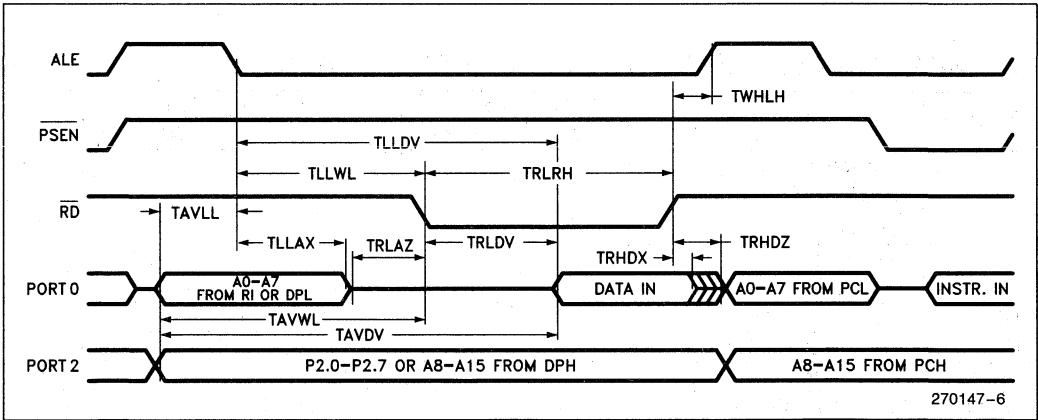 ALE
TWHLH
PSEN
TLLDV
TLLWL
TRLRH
RD
TAVLL
TLLAX
TRLAZ
TRLDV
TRHDZ
TRHDX
PORT 0
A0-A7
FROM RI OR DPL
DATA IN
A0-A7 FROM PCL
INSTR. IN
TAVWL
TAVDV
PORT 2
P2.0-P2.7 OR A8-A15 FROM DPH
A8-A15 FROM PCH
270147-6